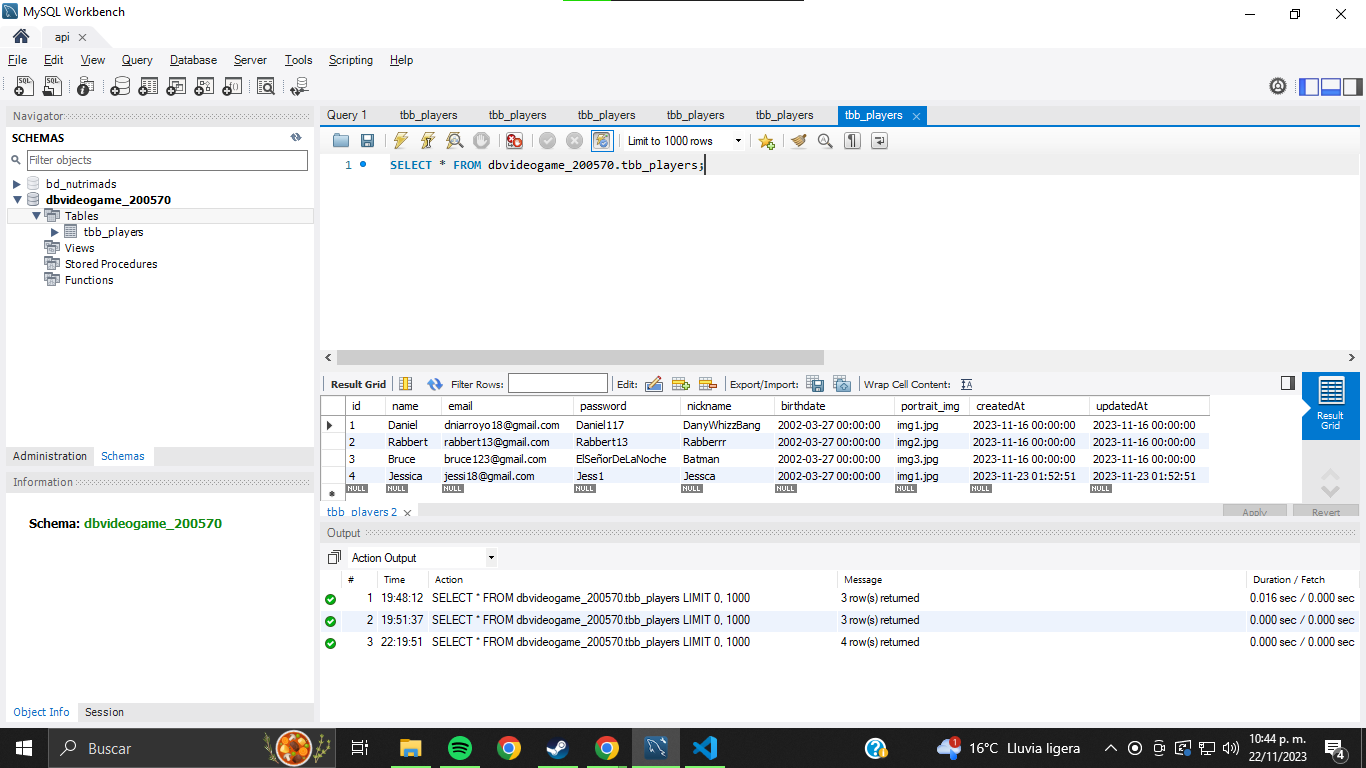 MySQL Workbench
api
File Edit View Query Database Server Tools Scripting Help
Navigator
SCHEMAS
Filter objects
bd_nutrimads
dbvideogame_200570
Tables
tbb_players
Views
Stored Procedures
Functions
Administration Schemas
Information
Schema: dbvideogame_200570
Object Info Session
Query 1 tbb_players tbb_players tbb_players tbb_players tbb_players tbb_players
Limit to 1000 rows
1 SELECT * FROM dbvideogame_200570.tbb_players;
Result Grid Filter Rows: Edit: Export/Import: Wrap Cell Content:
id name email password nickname birthdate portrait_img createdAt updatedAt
1 Daniel dniarroyo18@gmail.com Daniel117 DanyWhizzBang 2002-03-27 00:00:00 img1.jpg 2023-11-16 00:00:00 2023-11-16 00:00:00
2 Rabbert rabbert13@gmail.com Rabbert13 Rabberrr 2002-03-27 00:00:00 img2.jpg 2023-11-16 00:00:00 2023-11-16 00:00:00
3 Bruce bruce123@gmail.com ElSeñorDeLaNoche Batman 2002-03-27 00:00:00 img3.jpg 2023-11-16 00:00:00 2023-11-16 00:00:00
4 Jessica jessi18@gmail.com Jess1 Jessca 2002-03-27 00:00:00 img1.jpg 2023-11-23 01:52:51 2023-11-23 01:52:51
NULL NULL NULL NULL NULL NULL NULL NULL NULL
Result
Grid
tbb_players 2 Apply Revert
Output
Action Output
# Time Action Message Duration / Fetch
1 19:48:12 SELECT * FROM dbvideogame_200570.tbb_players LIMIT 0, 1000 3 row(s) returned 0.016 sec / 0.000 sec
2 19:51:37 SELECT * FROM dbvideogame_200570.tbb_players LIMIT 0, 1000 3 row(s) returned 0.000 sec / 0.000 sec
3 22:19:51 SELECT * FROM dbvideogame_200570.tbb_players LIMIT 0, 1000 4 row(s) returned 0.000 sec / 0.000 sec
Buscar
1
16°C Lluvia ligera
10:44 p. m.
22/11/2023
4